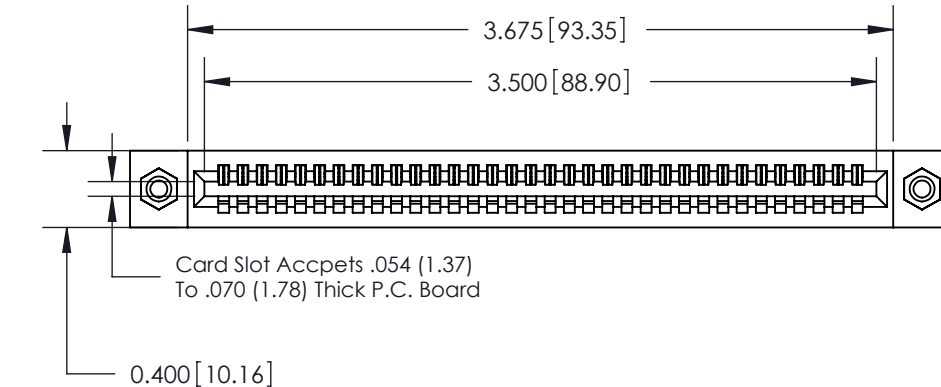 3.675[93.35]
3.500[88.90]
Card Slot Accpets .054 (1.37)
To .070 (1.78) Thick P.C. Board
0.400[10.16]